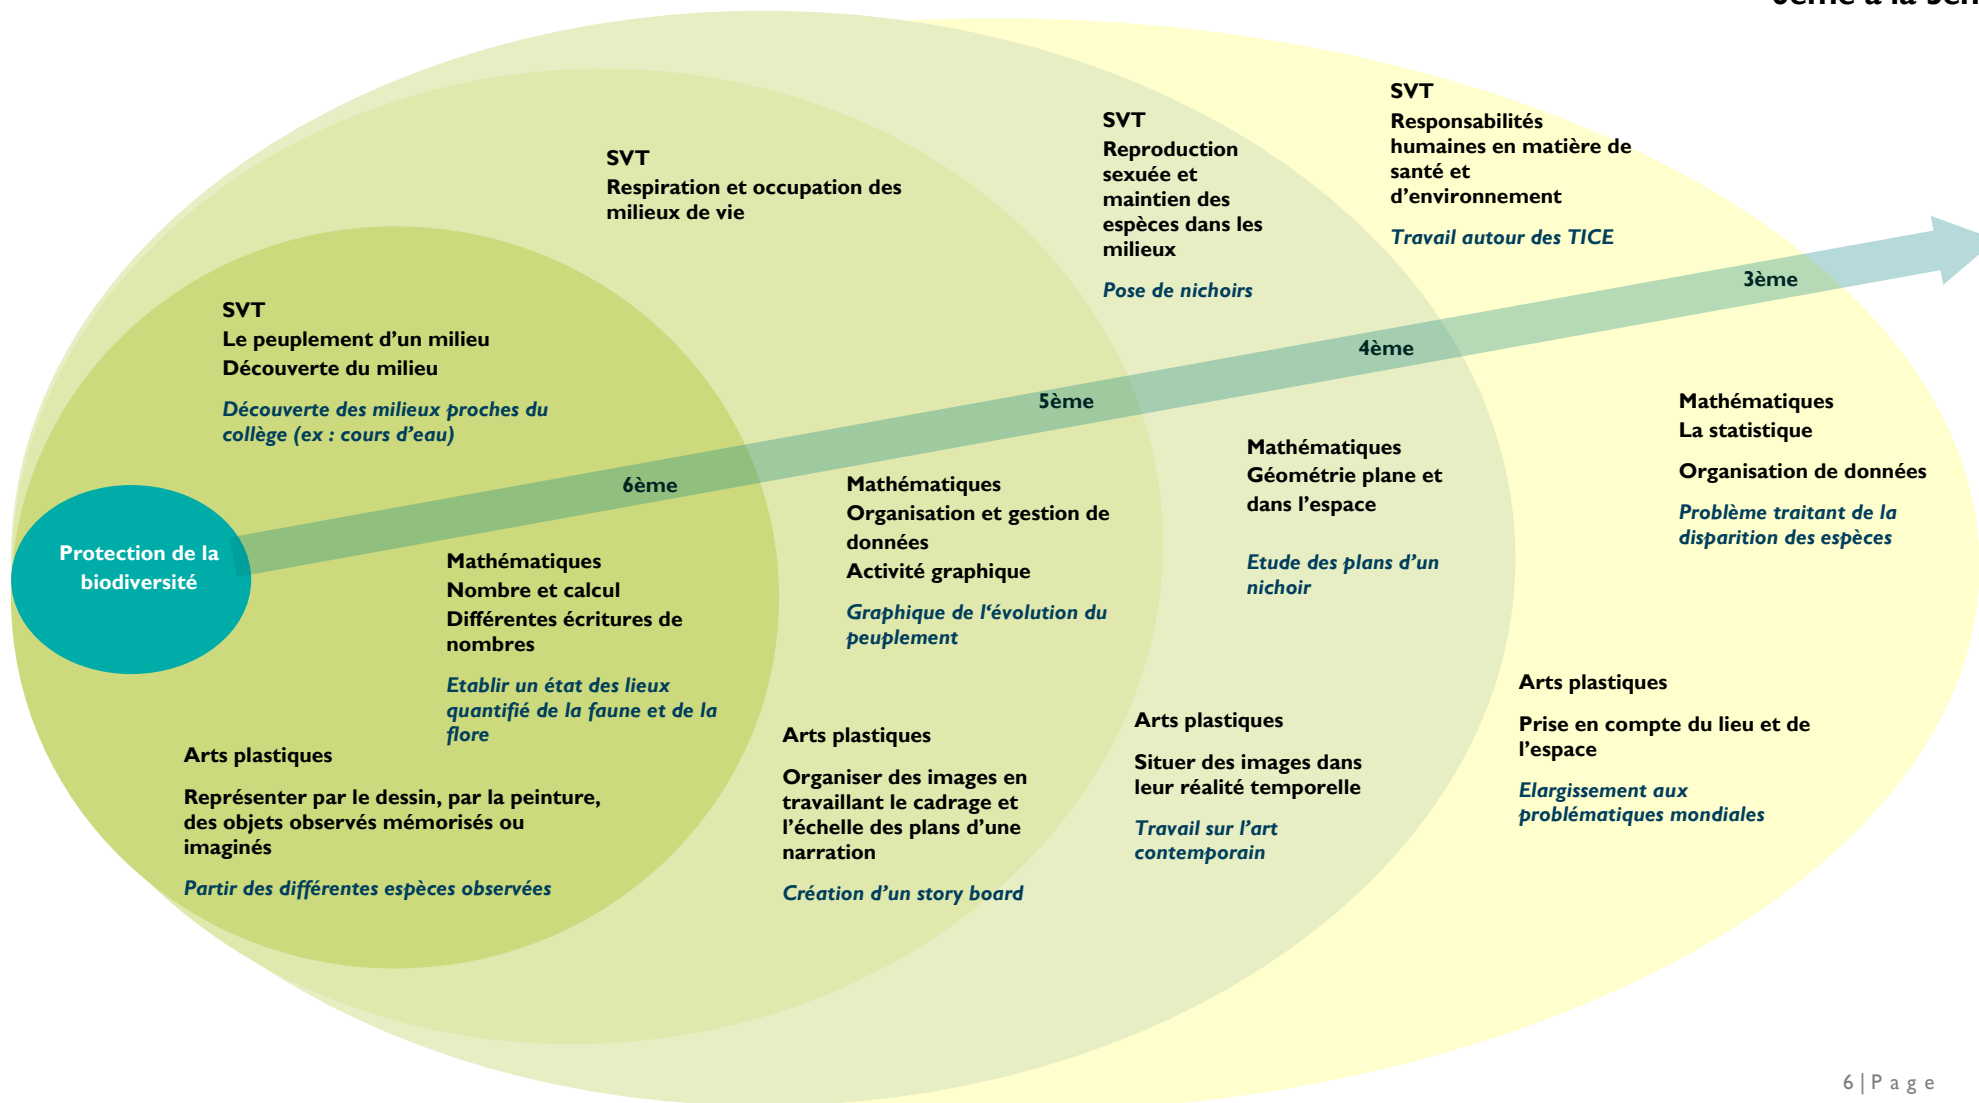 6ème à la 3èm
SVT
Le peuplement d’un milieu
Découverte du milieu
Découverte des milieux proches du
collège (ex : cours d’eau)
SVT
Respiration et occupation des
milieux de vie
SVT
Reproduction
sexuée et
maintien des
espèces dans les
milieux
Pose de nichoirs
SVT
Responsabilités
humaines en matière de
santé et
d’environnement
Travail autour des TICE
3ème
4ème
5ème
6ème
Protection de la
biodiversité
Mathématiques
Nombre et calcul
Différentes écritures de
nombres
Etablir un état des lieux
quantifié de la faune et de la
flore
Mathématiques
Organisation et gestion de
données
Activité graphique
Graphique de l‘évolution du
peuplement
Mathématiques
Géométrie plane et
dans l’espace
Etude des plans d’un
nichoir
Mathématiques
La statistique
Organisation de données
Problème traitant de la
disparition des espèces
Arts plastiques
Représenter par le dessin, par la peinture,
des objets observés mémorisés ou
imaginés
Partir des différentes espèces observées
Arts plastiques
Organiser des images en
travaillant le cadrage et
l’échelle des plans d’une
narration
Création d’un story board
Arts plastiques
Situer des images dans
leur réalité temporelle
Travail sur l’art
contemporain
Arts plastiques
Prise en compte du lieu et de
l’espace
Elargissement aux
problématiques mondiales
6 | P a g e